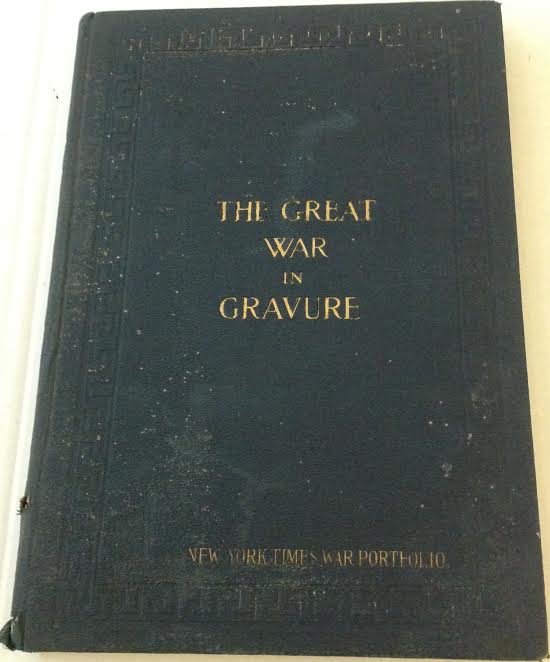 THE GREAT
WAR
IN
GRAVURE
NEW YORK TIMES WAR PORTFOLIO